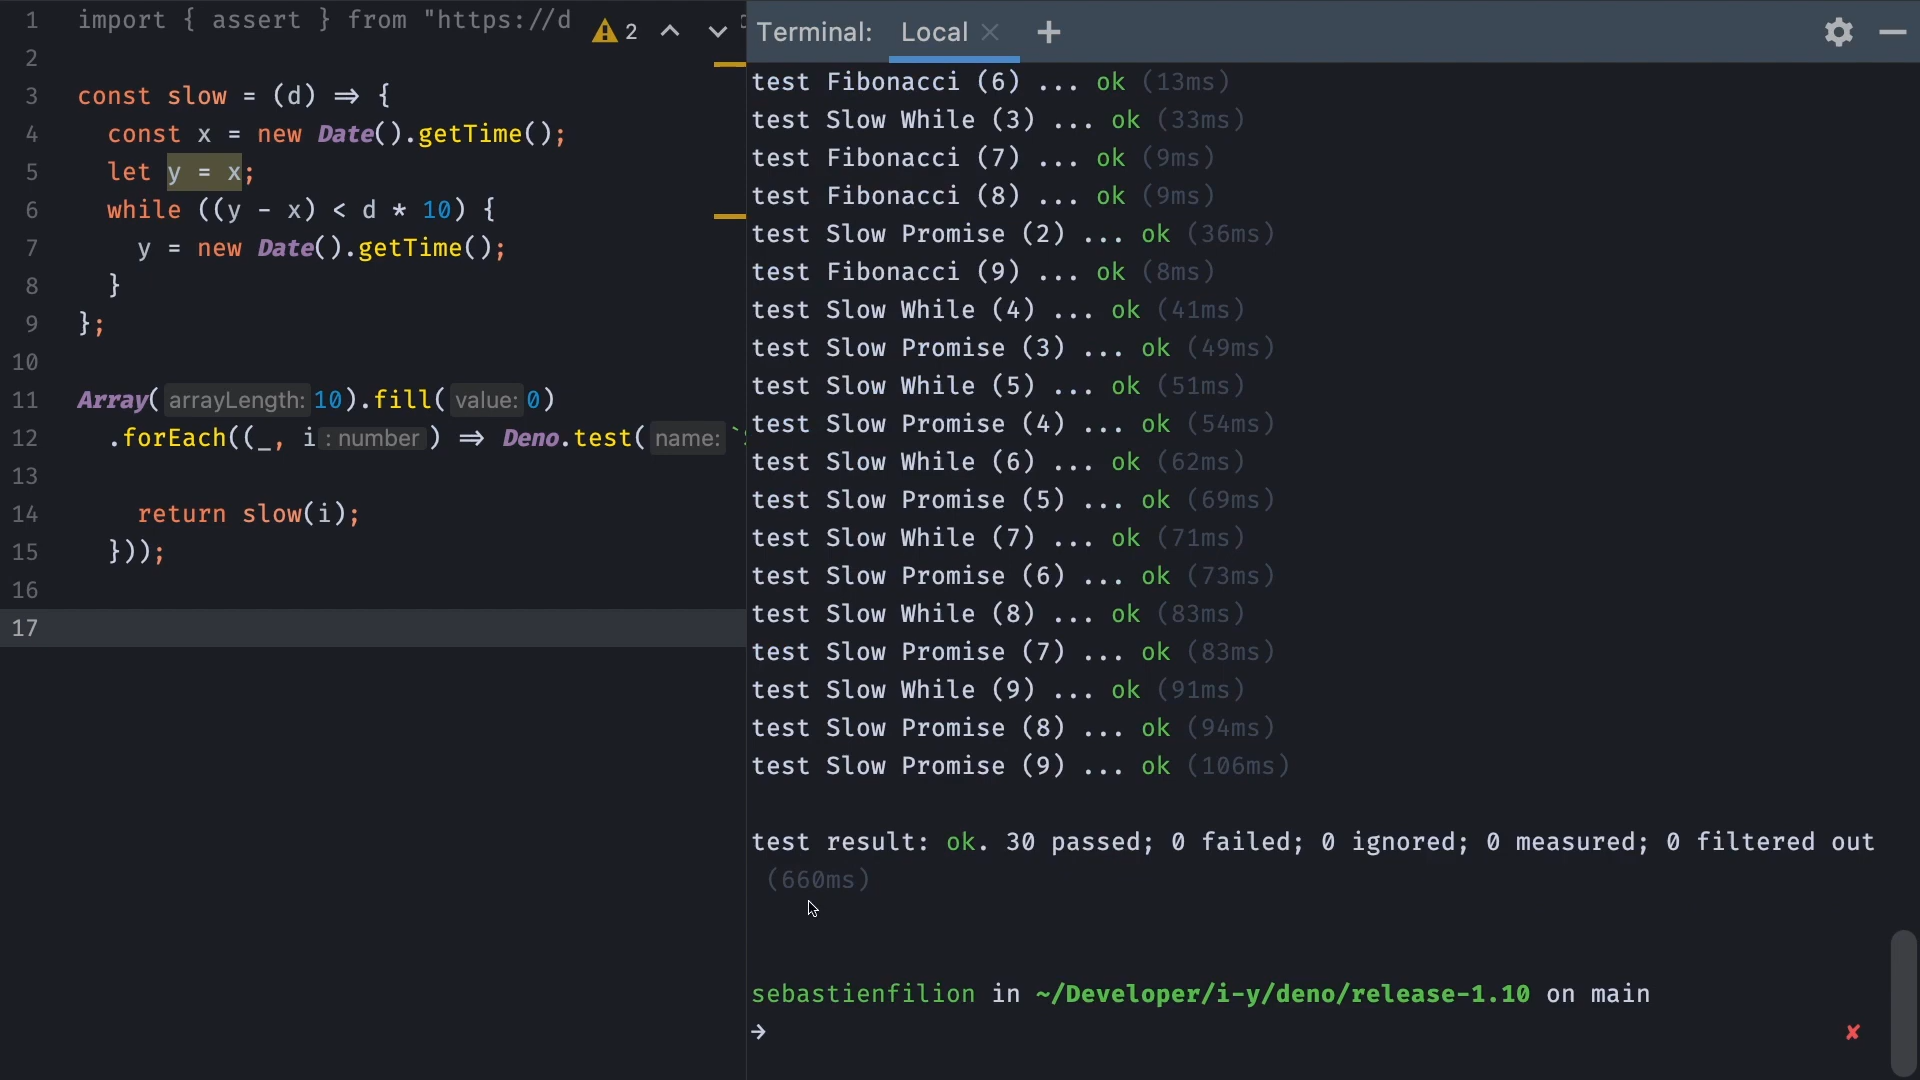 1 import { assert } from "https://d
2
3 const slow = (d) ⇒ {
4 const x = new Date().getTime();
5 let y = x;
6 while ((y - x) < d * 10) {
7 y = new Date().getTime();
8 }
9 };
10
11 Array( arrayLength: 10).fill( value: 0)
12 .forEach((_, i : number ) ⇒ Deno.test( name: `
13
14 return slow(i);
15 }));
16
17
2
Terminal: Local × +
test Fibonacci (6) ... ok (13ms)
test Slow While (3) ... ok (33ms)
test Fibonacci (7) ... ok (9ms)
test Fibonacci (8) ... ok (9ms)
test Slow Promise (2) ... ok (36ms)
test Fibonacci (9) ... ok (8ms)
test Slow While (4) ... ok (41ms)
test Slow Promise (3) ... ok (49ms)
test Slow While (5) ... ok (51ms)
test Slow Promise (4) ... ok (54ms)
test Slow While (6) ... ok (62ms)
test Slow Promise (5) ... ok (69ms)
test Slow While (7) ... ok (71ms)
test Slow Promise (6) ... ok (73ms)
test Slow While (8) ... ok (83ms)
test Slow Promise (7) ... ok (83ms)
test Slow While (9) ... ok (91ms)
test Slow Promise (8) ... ok (94ms)
test Slow Promise (9) ... ok (106ms)
test result: ok. 30 passed; 0 failed; 0 ignored; 0 measured; 0 filtered out
(660ms)
sebastienfilion in ~/Developer/i-y/deno/release-1.10 on main
→ ✘